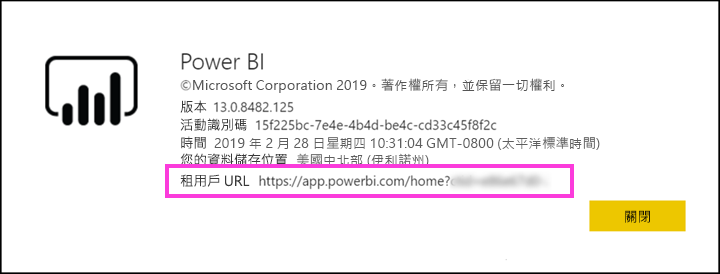 Power BI
©Microsoft Corporation 2019。著作權所有，並保留一切權利。
版本 13.0.8482.125
活動識別碼 15f225bc-7e4e-4b4d-be4c-cd33c45f8f2c
時間 2019 年 2 月 28 日星期四 10:31:04 GMT-0800 (太平洋標準時間)
您的資料儲存位置 美國中北部 (伊利諾州)
租用戶 URL https://app.powerbi.com/home?
關閉